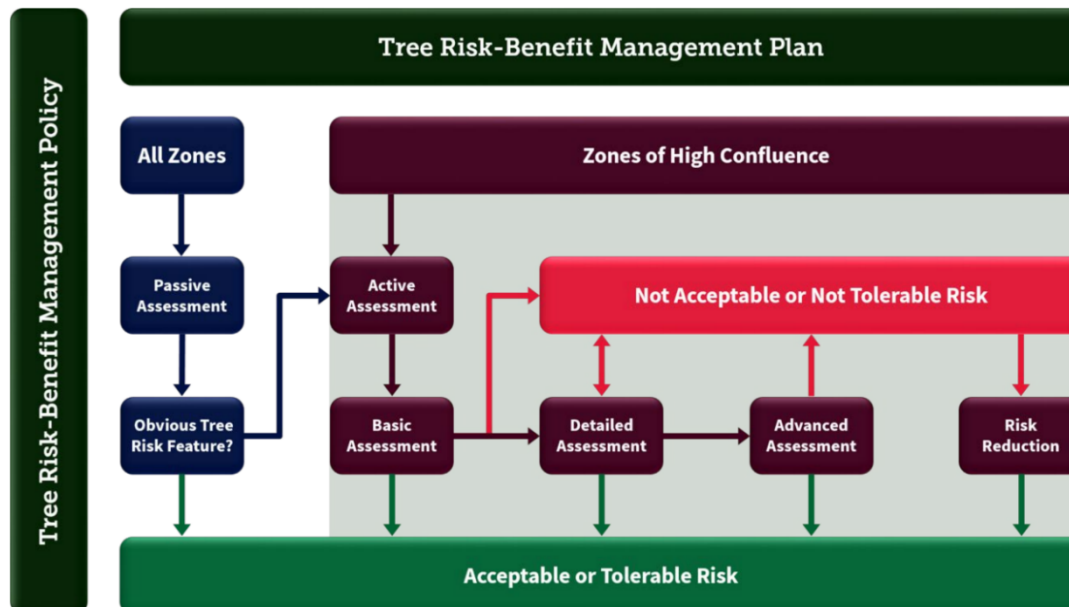 Tree Risk-Benefit Management Policy
Tree Risk-Benefit Management Plan
All Zones
Zones of High Confluence
Passive
Assessment
Active
Assessment
Not Acceptable or Not Tolerable Risk
Obvious Tree
Risk Feature?
Basic
Assessment
Detailed
Assessment
Advanced
Assessment
Risk
Reduction
Acceptable or Tolerable Risk